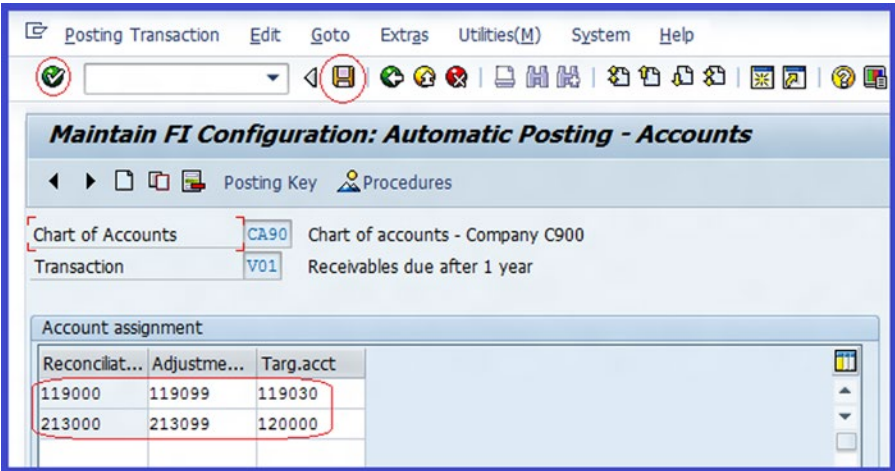 Posting Transaction Edit Goto Extras Utilities(M) System Help
Maintain FI Configuration: Automatic Posting - Accounts
Posting Key Procedures
Chart of Accounts CA90 Chart of accounts - Company C900
Transaction V01 Receivables due after 1 year
Account assignment
Reconciliat... Adjustme... Targ.acct
119000 119099 119030
213000 213099 120000